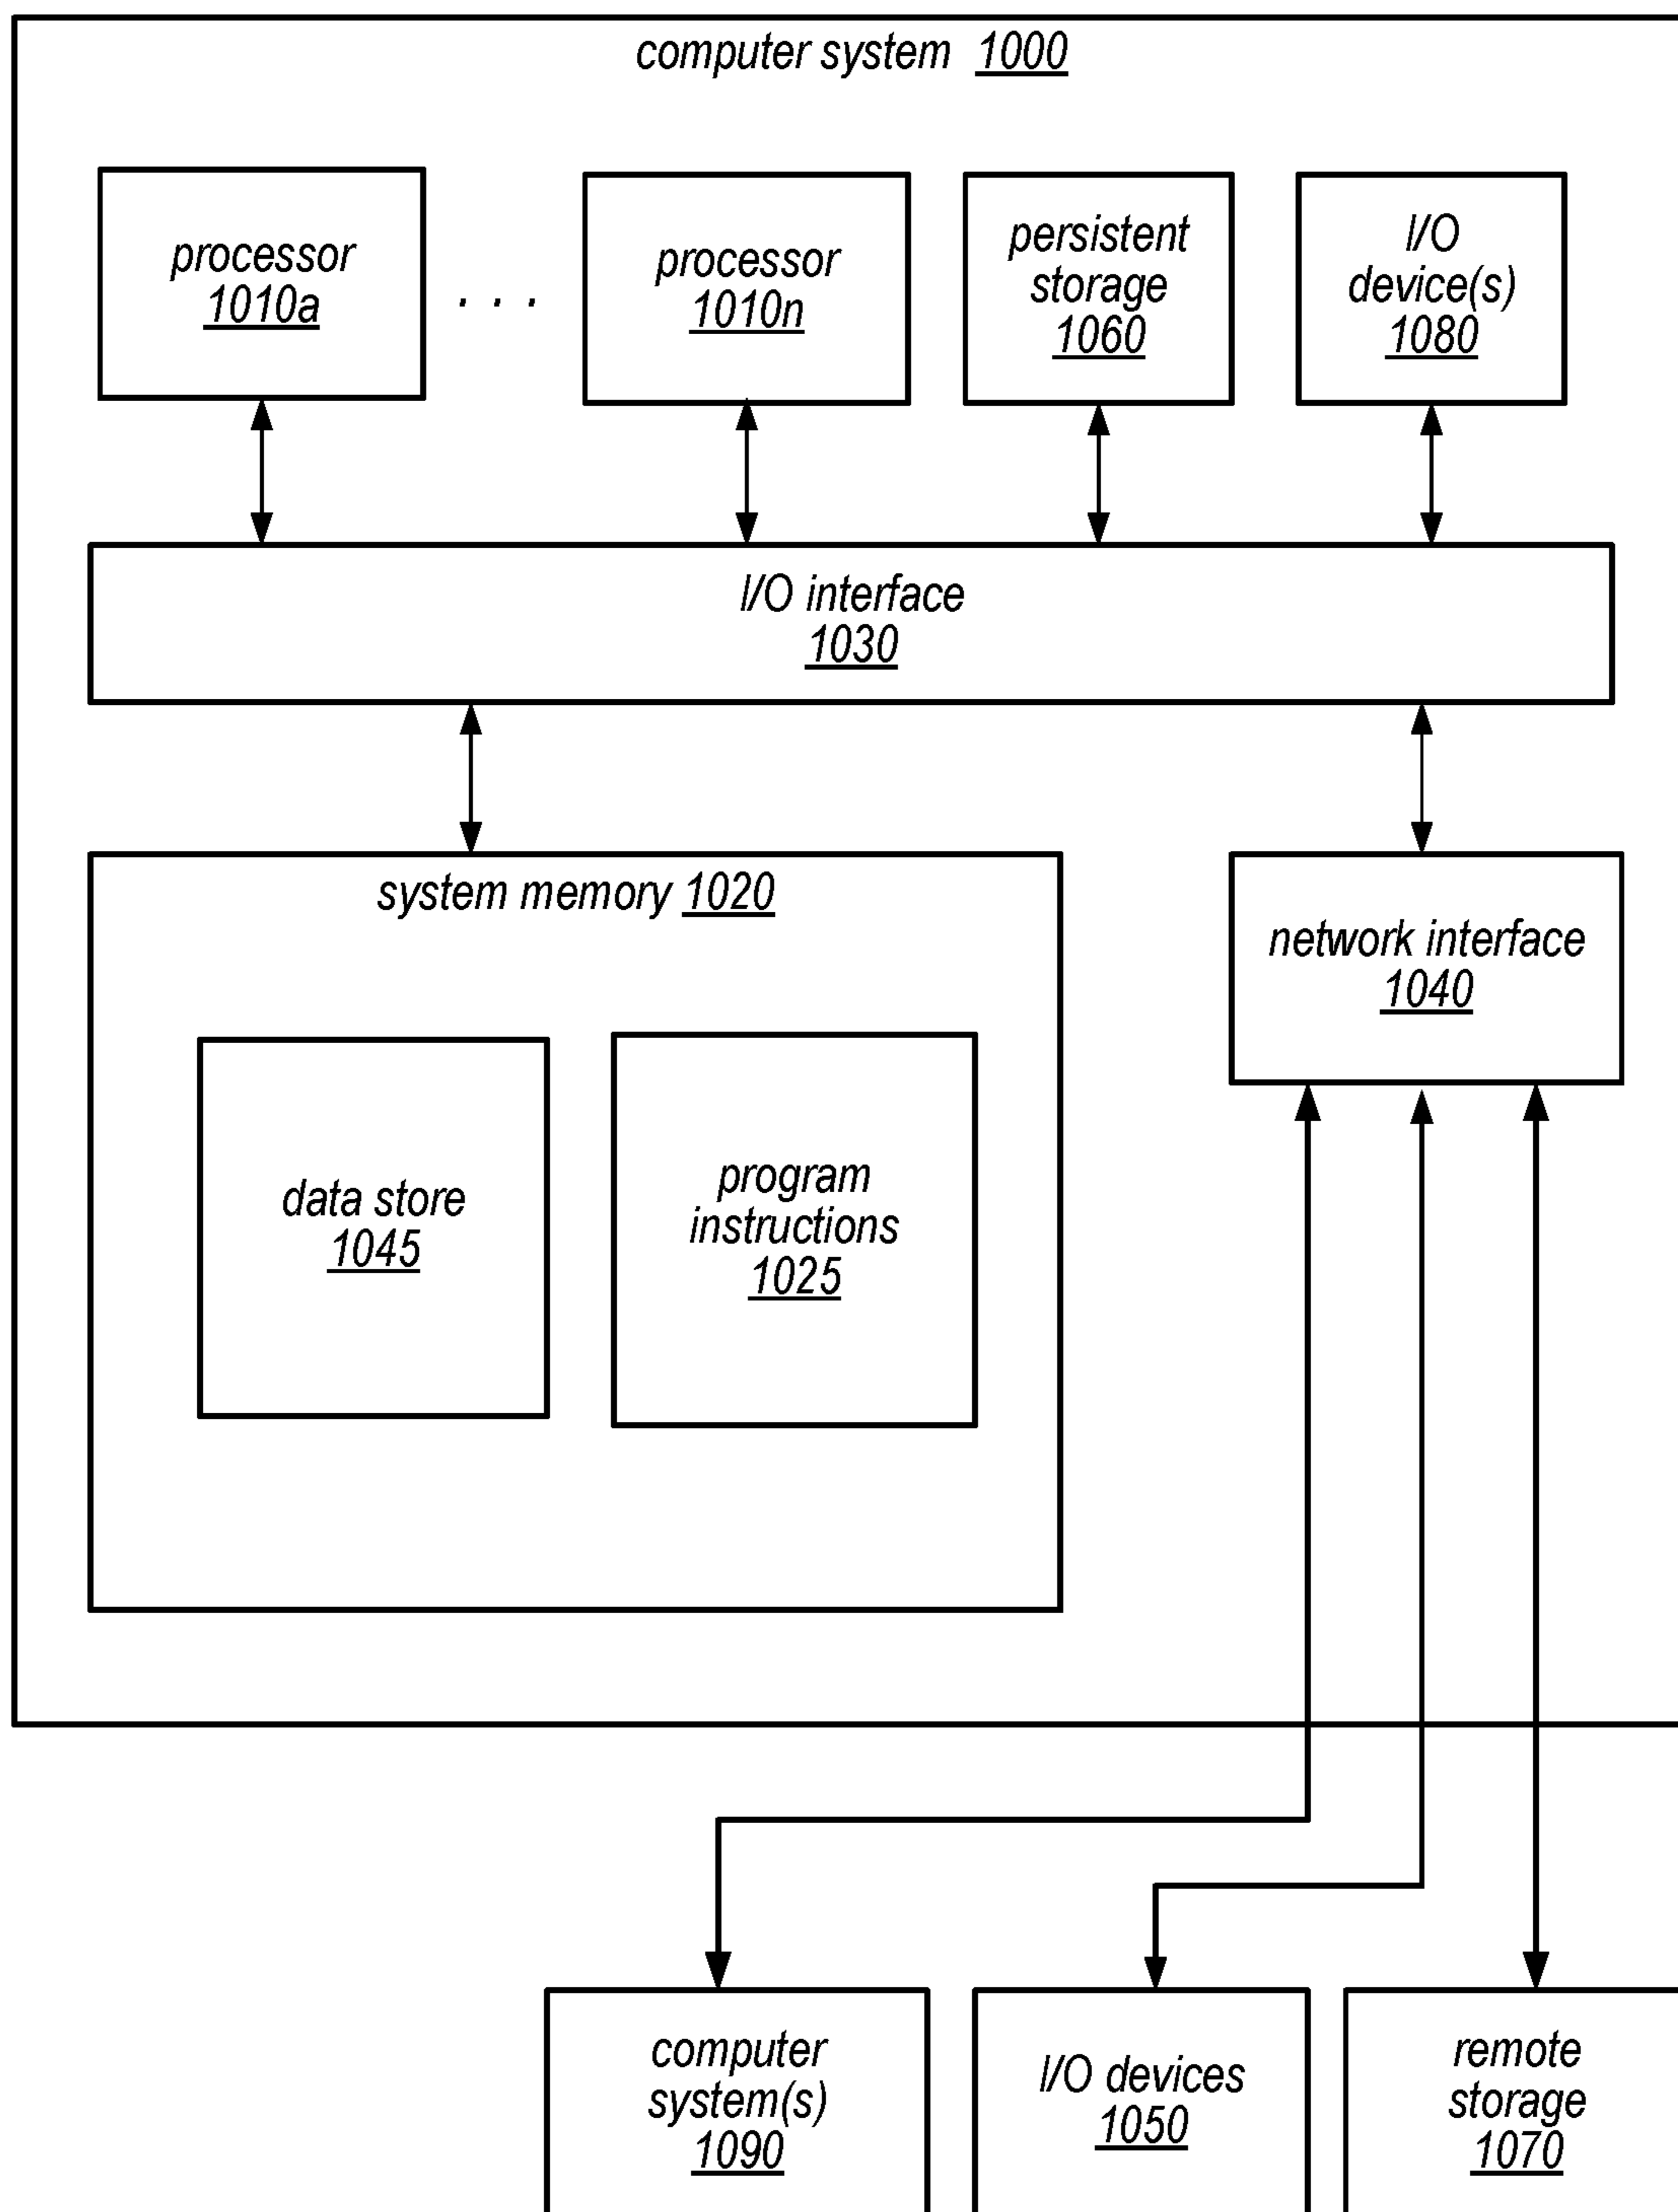 computer system 1000
processor
1010a
. . .
processor
1010n
persistent
storage
1060
I/O
device(s)
1080
I/O interface
1030
system memory 1020
network interface
1040
data store
1045
program
instructions
1025
computer
system(s)
1090
I/O devices
1050
remote
storage
1070